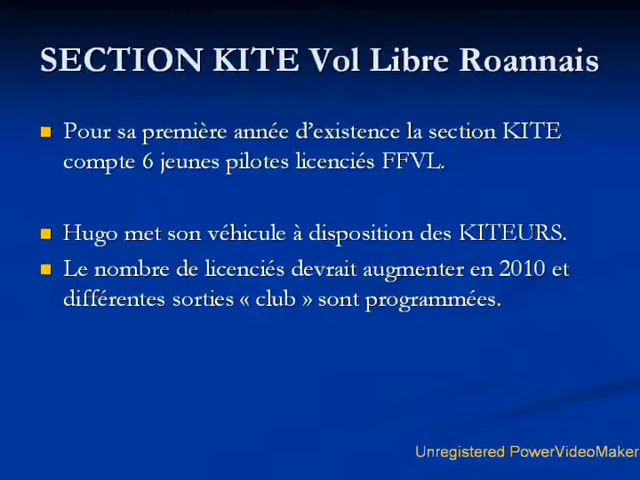 SECTION KITE Vol Libre Roannais
Pour sa première année d'existence la section KITE
compte 6 jeunes pilotes licenciés FFVL.
Hugo met son véhicule à disposition des KITEURS.
Le nombre de licenciés devrait augmenter en 2010 et
différentes sorties « club » sont programmées.
Unregistered PowerVideoMaker